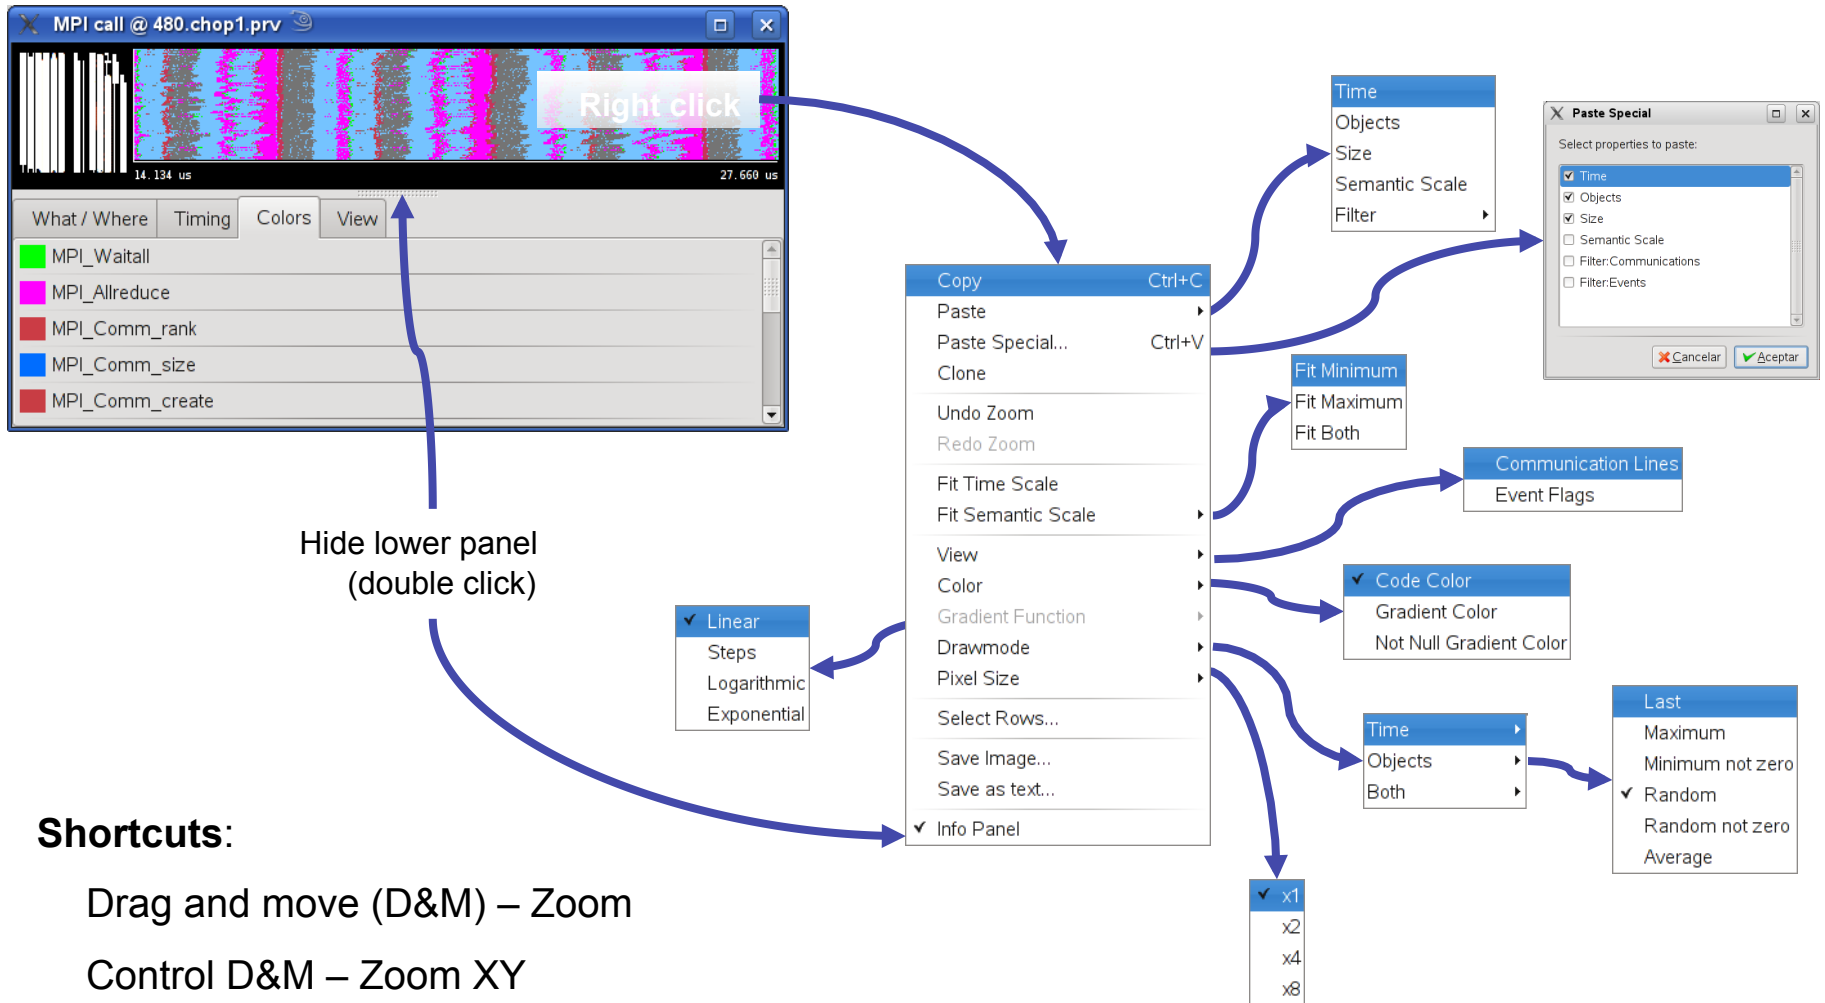 MPI call @ 480.chop1.prv
Right click
14.134 us
27.660 us
What / Where
Timing
Colors
View
MPI_Waitall
MPI_Allreduce
MPI_Comm_rank
MPI_Comm_size
MPI_Comm_create
Hide lower panel
(double click)
Copy Ctrl+C
Paste
Paste Special... Ctrl+V
Clone
Undo Zoom
Redo Zoom
Fit Time Scale
Fit Semantic Scale
View
Color
Gradient Function
Drawmode
Pixel Size
Select Rows...
Save Image...
Save as text...
Info Panel
Time
Objects
Size
Semantic Scale
Filter
Paste Special
Select properties to paste:
Time
Objects
Size
Semantic Scale
Filter:Communications
Filter:Events
Cancelar
Aceptar
Fit Minimum
Fit Maximum
Fit Both
Communication Lines
Event Flags
Code Color
Gradient Color
Not Null Gradient Color
Linear
Steps
Logarithmic
Exponential
Time
Objects
Both
Last
Maximum
Minimum not zero
Random
Random not zero
Average
x1
x2
x4
x8
Shortcuts:
Drag and move (D&M) – Zoom
Control D&M – Zoom XY